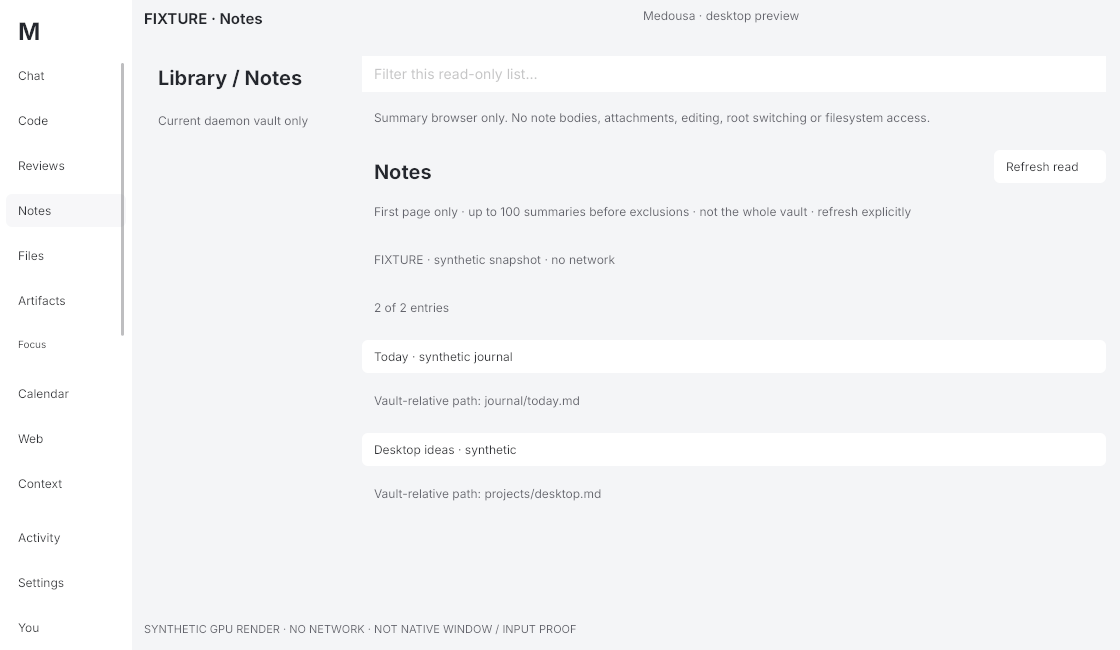 M
Chat
Code
Reviews
Notes
Files
Artifacts
Focus
Calendar
Web
Context
Activity
Settings
You
FIXTURE · Notes
Medousa · desktop preview
Library / Notes
Current daemon vault only
Filter this read-only list...
Summary browser only. No note bodies, attachments, editing, root switching or filesystem access.
Notes
Refresh read
First page only · up to 100 summaries before exclusions · not the whole vault · refresh explicitly
FIXTURE · synthetic snapshot · no network
2 of 2 entries
Today · synthetic journal
Vault-relative path: journal/today.md
Desktop ideas · synthetic
Vault-relative path: projects/desktop.md
SYNTHETIC GPU RENDER · NO NETWORK · NOT NATIVE WINDOW / INPUT PROOF